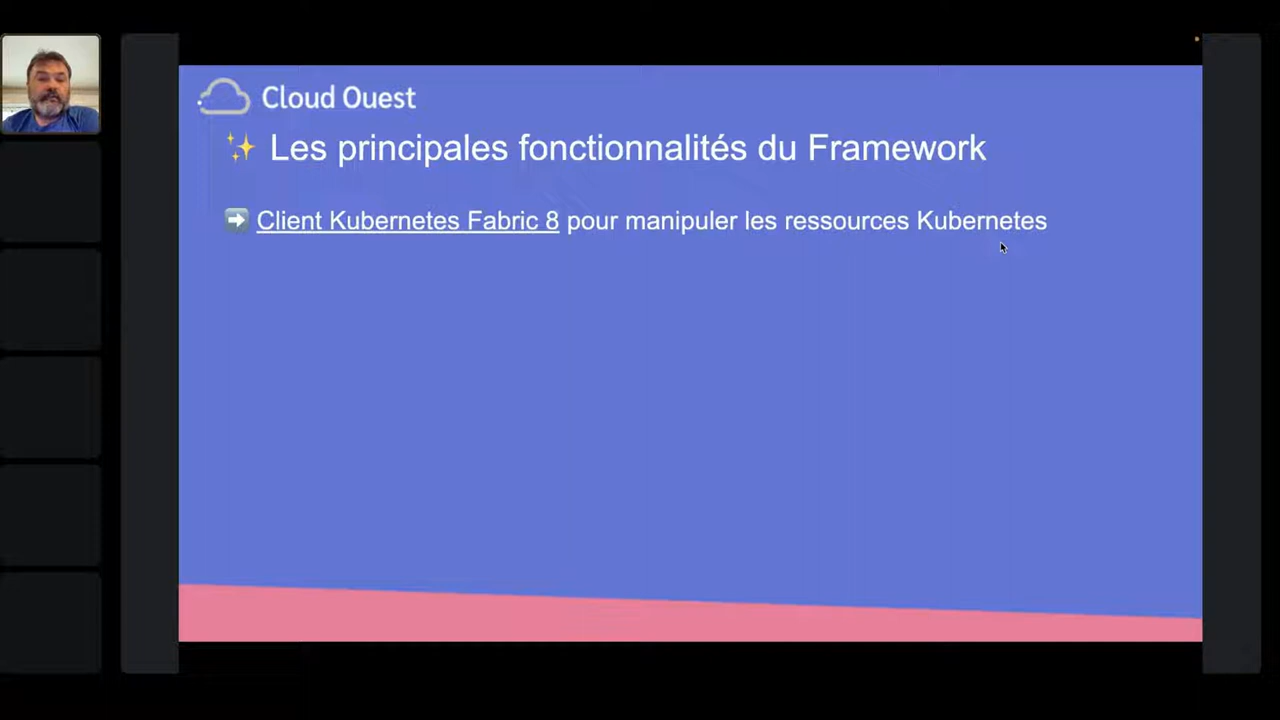 Cloud Ouest
✨ Les principales fonctionnalités du Framework
➡️ Client Kubernetes Fabric 8 pour manipuler les ressources Kubernetes